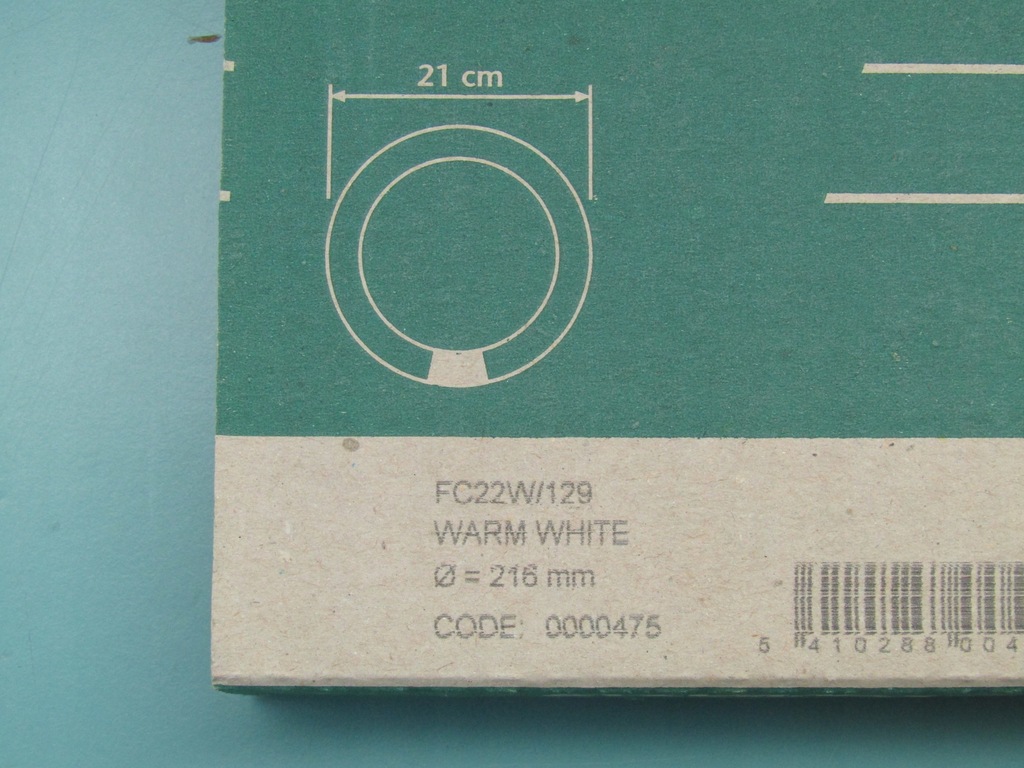 21 cm
FC22W/129
WARM WHITE
Ø = 216 mm
CODE: 0000475
5 410288 004